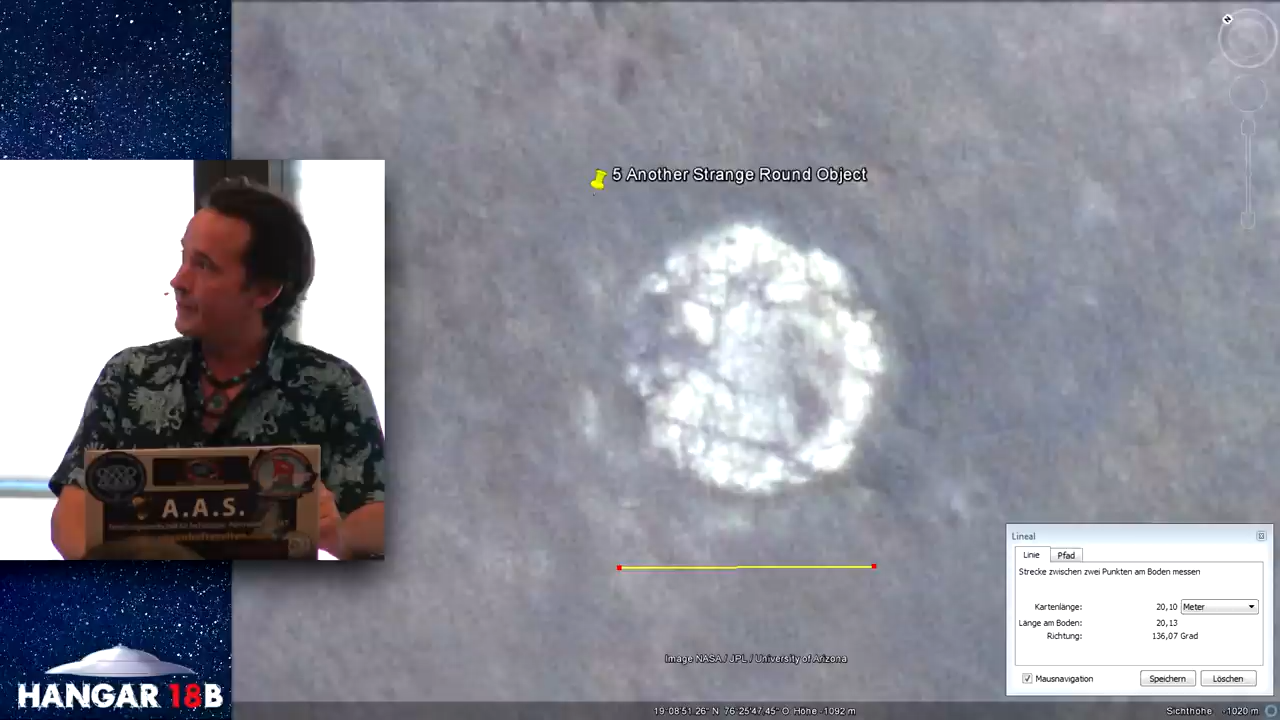 5 Another Strange Round Object
A.A.S.
HANGAR 18B
Lineal
Linie
Pfad
Strecke zwischen zwei Punkten am Boden messen
Kartenlänge: 20,10 Meter
Länge am Boden: 20,13
Richtung: 136,07 Grad
Mausnavigation
Speichern
Löschen
Image NASA / JPL / University of Arizona
19:08'51.26" N 76°25'47.45" O Höhe -1092 m
Sichthöhe -1020 m